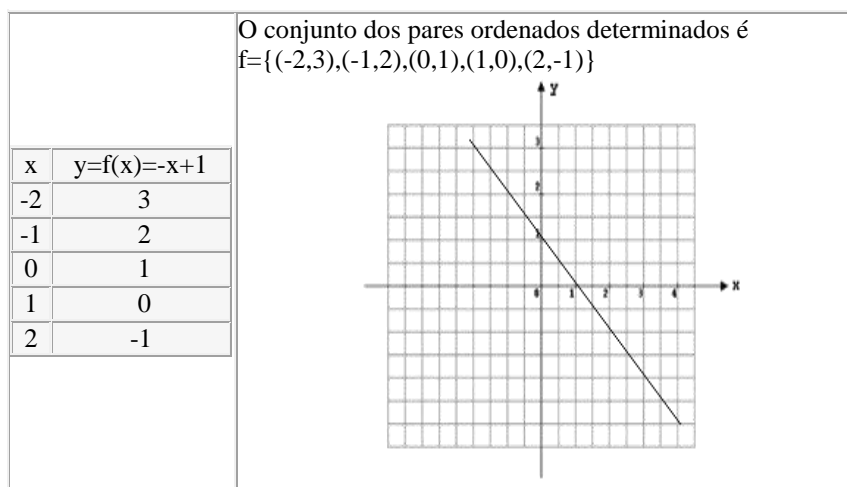 O conjunto dos pares ordenados determinados é
f={(-2,3),(-1,2),(0,1),(1,0),(2,-1)}
x y=f(x)=-x+1
-2 3
-1 2
0 1
1 0
2 -1
y
3
2
1
0 1 2 3 4 x